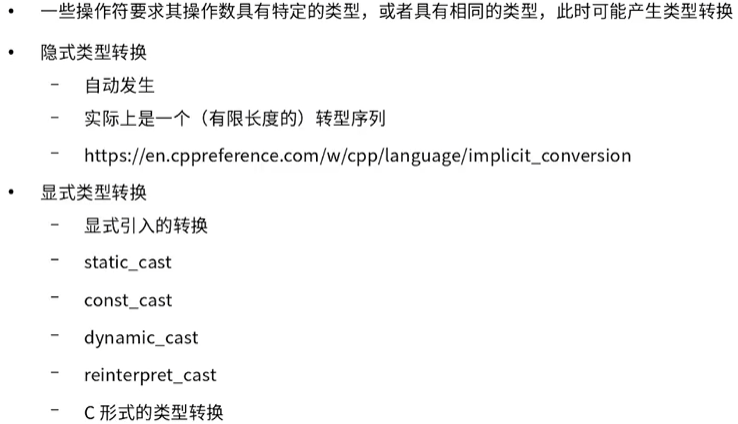 • 一些操作符要求其操作数具有特定的类型，或者具有相同的类型，此时可能产生类型转换
• 隐式类型转换
– 自动发生
– 实际上是一个（有限长度的）转型序列
– https://en.cppreference.com/w/cpp/language/implicit_conversion
• 显式类型转换
– 显式引入的转换
– static_cast
– const_cast
– dynamic_cast
– reinterpret_cast
– C 形式的类型转换